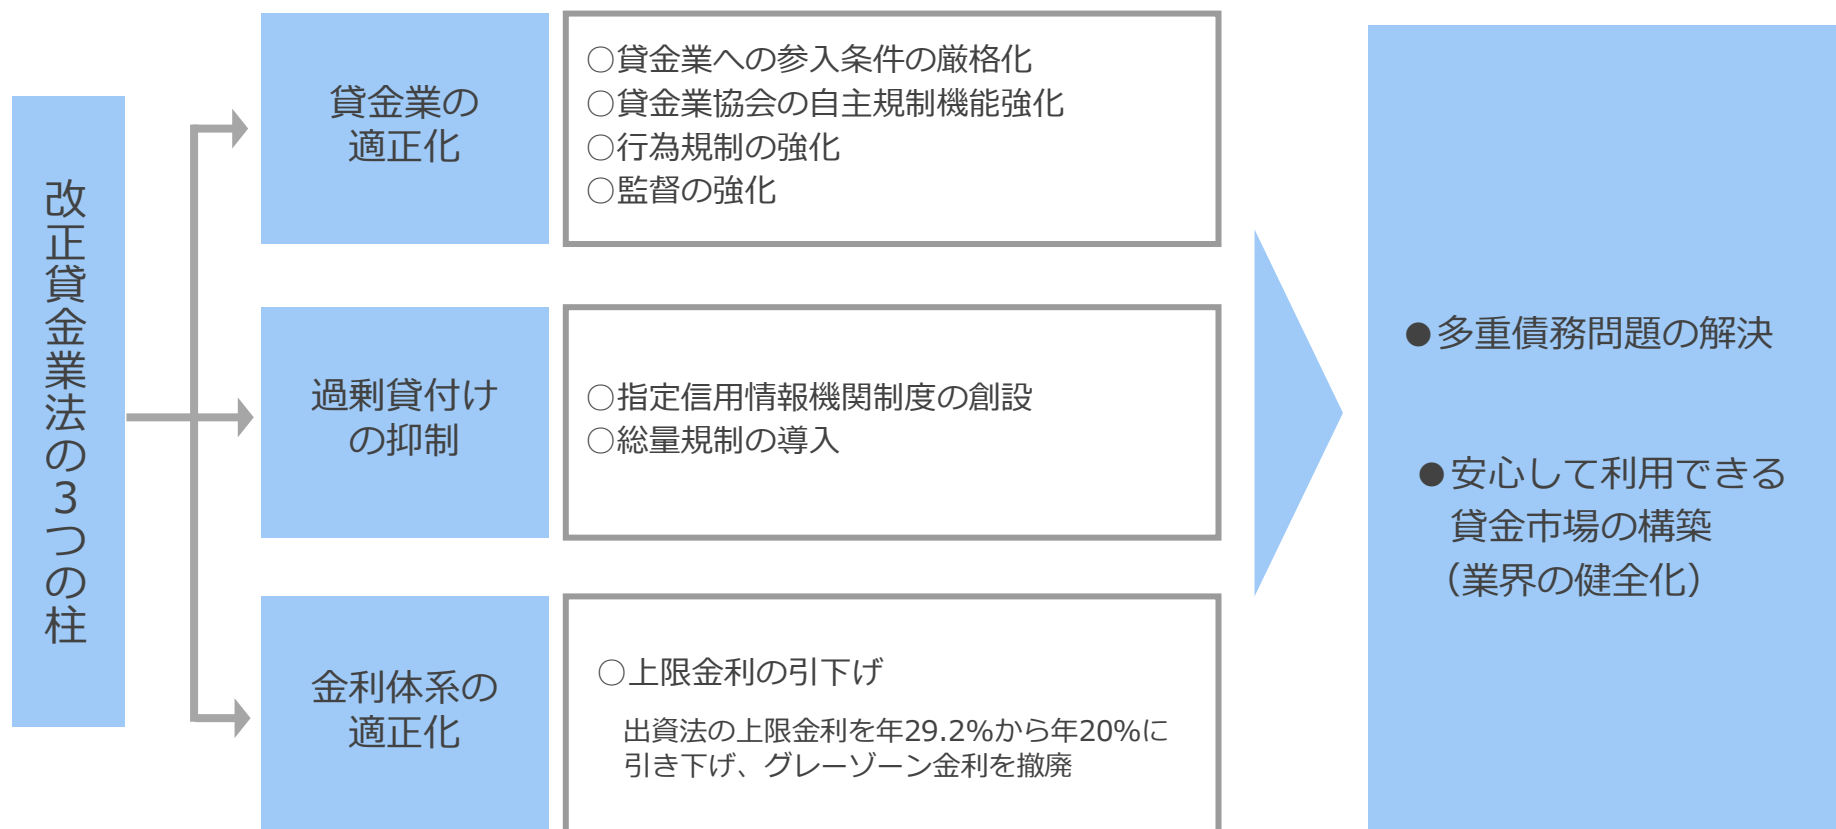 改正貸金業法の3つの柱
貸金業の
適正化
○貸金業への参入条件の厳格化
○貸金業協会の自主規制機能強化
○行為規制の強化
○監督の強化
過剰貸付け
の抑制
○指定信用情報機関制度の創設
○総量規制の導入
金利体系の
適正化
○上限金利の引下げ
出資法の上限金利を年29.2%から年20%に
引き下げ、グレーゾーン金利を撤廃
●多重債務問題の解決
●安心して利用できる
貸金市場の構築
（業界の健全化）